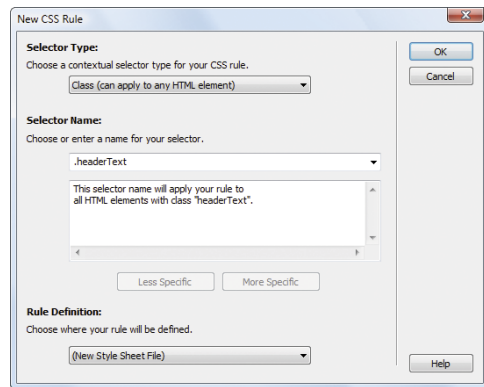 New CSS Rule
Selector Type:
OK
Choose a contextual selector type for your CSS rule.
Cancel
Class (can apply to any HTML element)
Selector Name:
Choose or enter a name for your selector.
.headerText
This selector name will apply your rule to
all HTML elements with class "headerText".
Less Specific
More Specific
Rule Definition:
Choose where your rule will be defined.
(New Style Sheet File)
Help